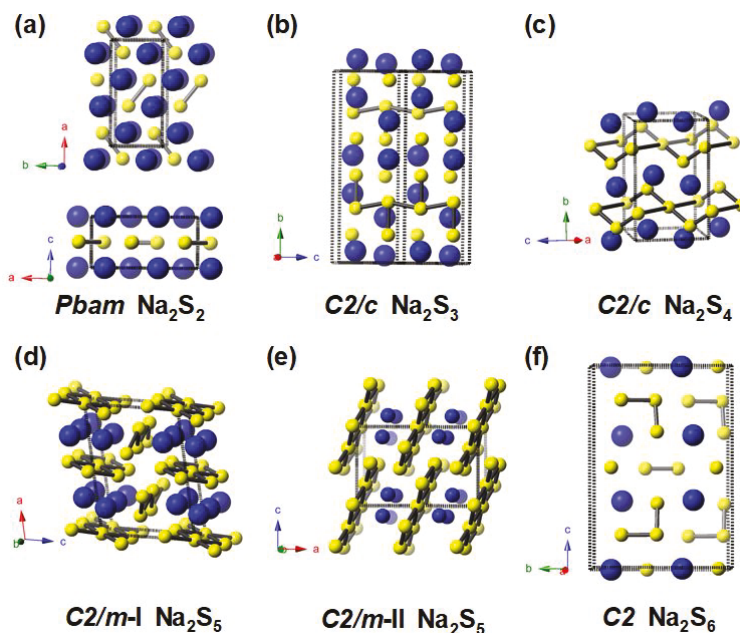 (a)
a
b
c
a
Pbam Na₂S₂
(b)
b
a
c
C2/c Na₂S₃
(c)
b
c
a
C2/c Na₂S₄
(d)
a
b
c
C2/m-I Na₂S₅
(e)
c
a
C2/m-II Na₂S₅
(f)
c
b
a
C2 Na₂S₆